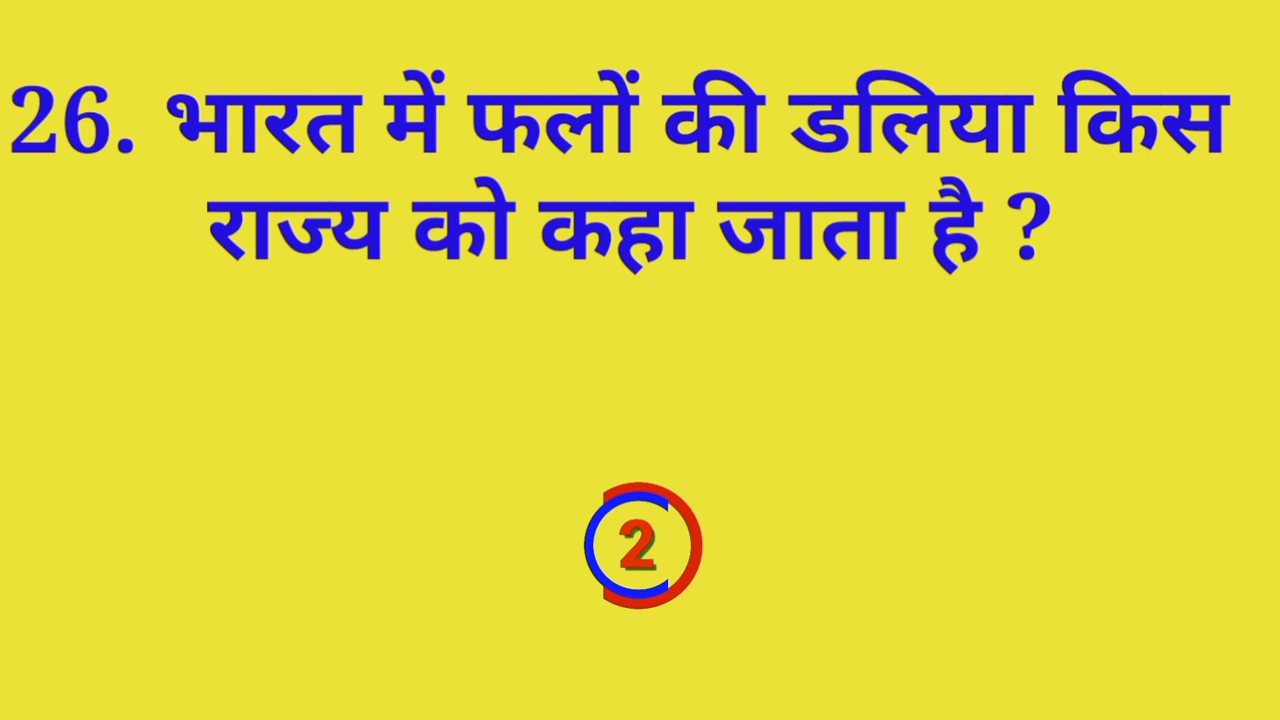 26. भारत में फलों की डलिया किस
राज्य को कहा जाता है ?
2